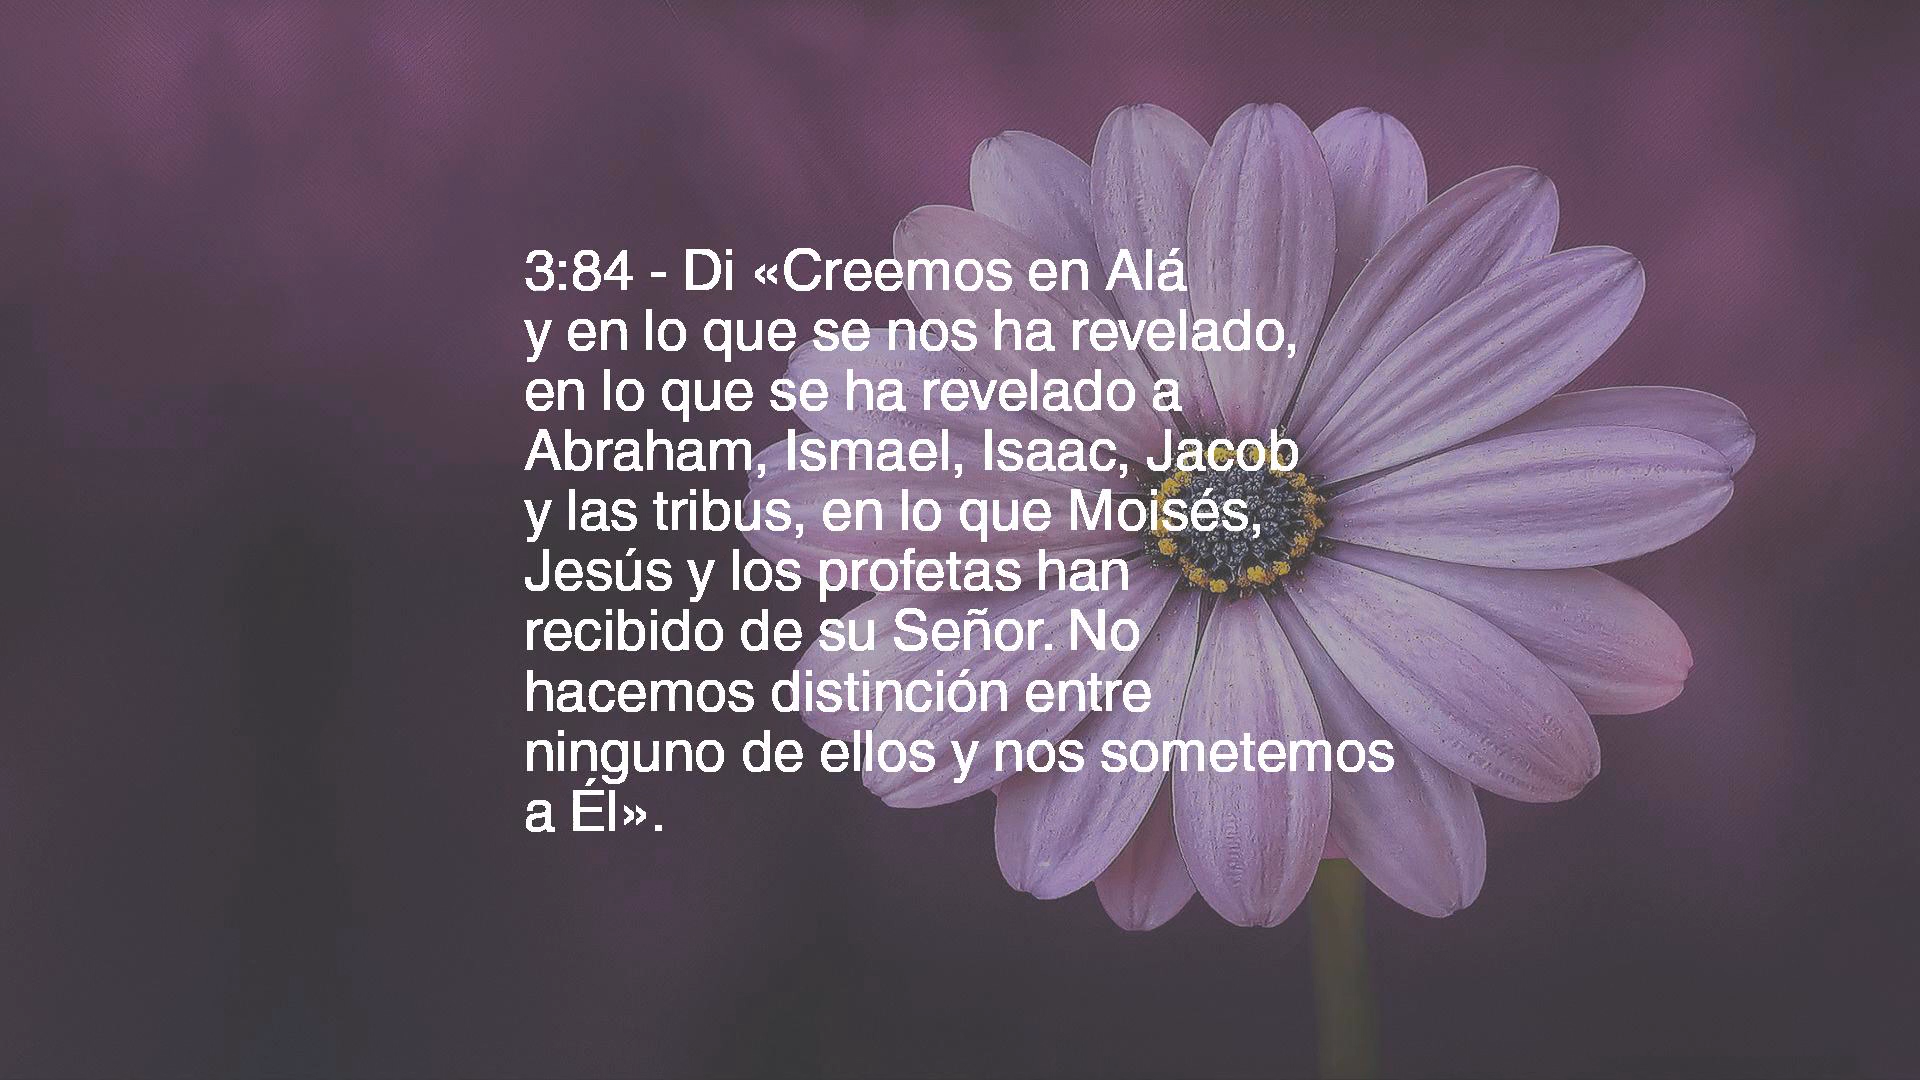 3:84 - Di «Creemos en Alá
y en lo que se nos ha revelado,
en lo que se ha revelado a
Abraham, Ismael, Isaac, Jacob
y las tribus, en lo que Moisés,
Jesús y los profetas han
recibido de su Señor. No
hacemos distinción entre
ninguno de ellos y nos sometemos
a Él».